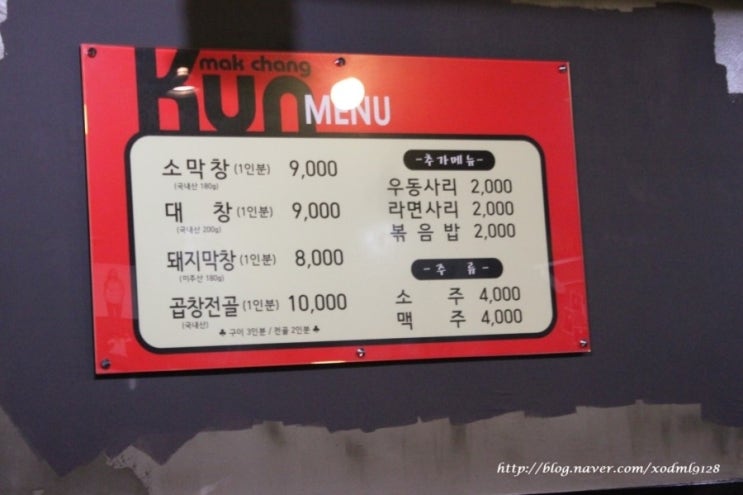 mak chang
Kun MENU
소막창 (1인분) 9,000
(국내산 180g)
대 창 (1인분) 9,000
(국내산 200g)
돼지막창 (1인분) 8,000
(미주산 180g)
곱창전골 (1인분) 10,000
(국내산)
♣ 구이 3인분 / 전골 2인분 ♣
-추가메뉴-
우동사리 2,000
라면사리 2,000
볶음밥 2,000
- 주 류 -
소 주 4,000
맥 주 4,000
http://blog.naver.com/xodml9128